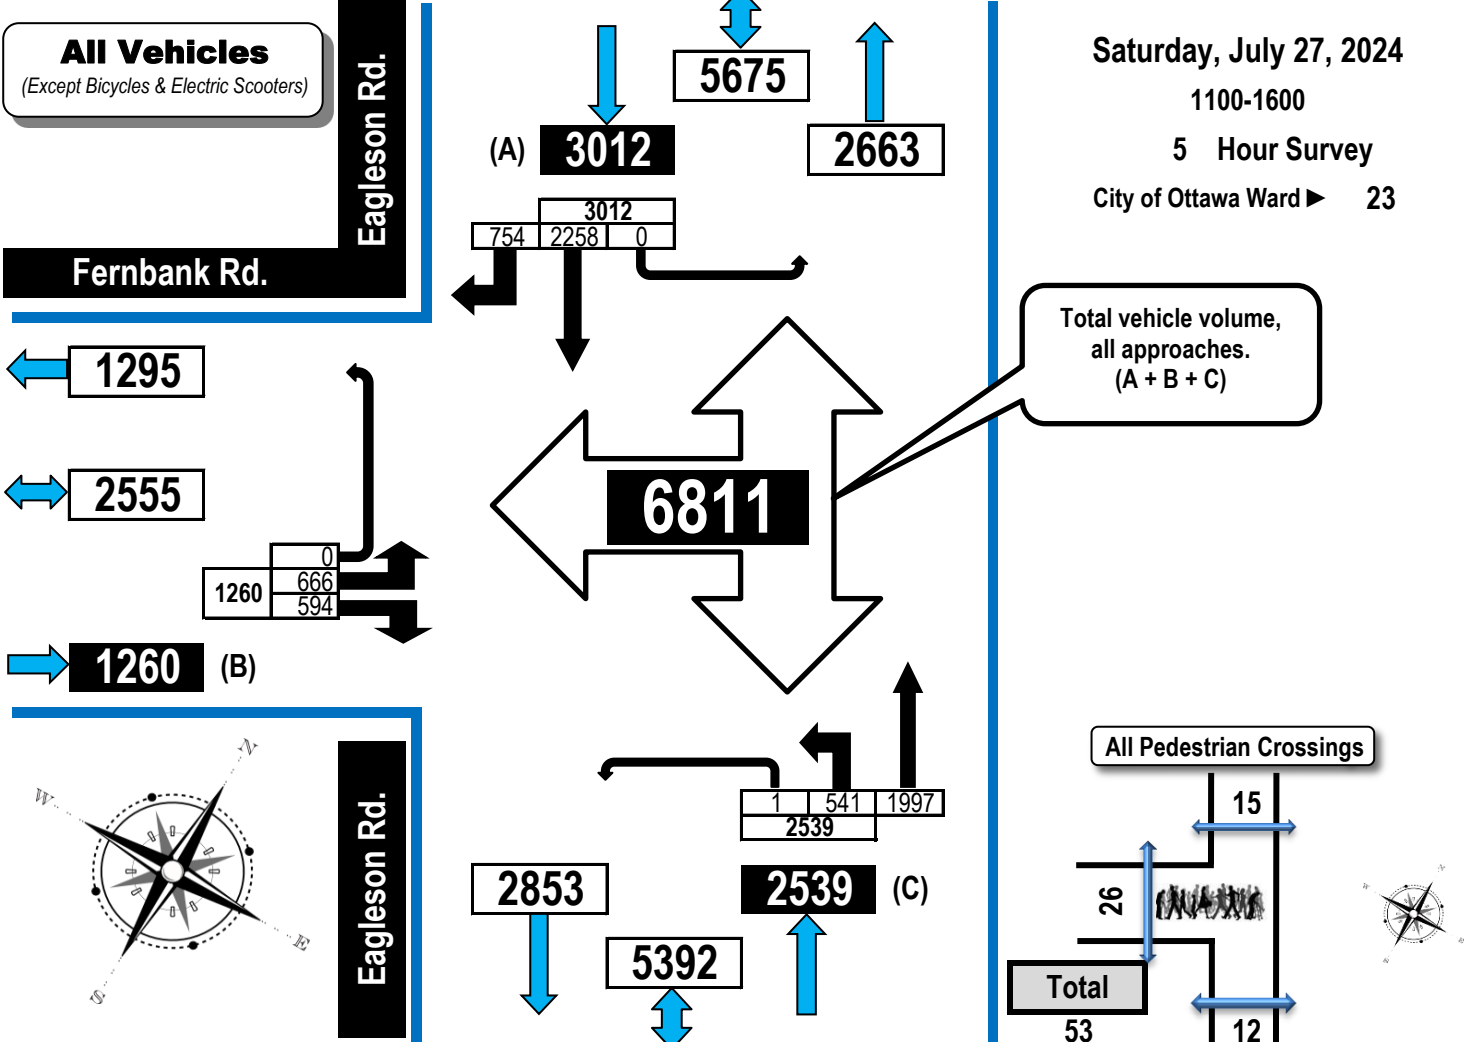 All Vehicles
(Except Bicycles & Electric Scooters)
Eagleson Rd.
Fernbank Rd.
5675
(A) 3012
2663
3012
754 2258 0
Saturday, July 27, 2024
1100-1600
5 Hour Survey
City of Ottawa Ward ► 23
Total vehicle volume,
all approaches.
(A + B + C)
1295
2555
6811
0
1260 666
594
1260 (B)
1 541 1997
2539
2853
2539 (C)
5392
Eagleson Rd.
N
W
E
S
All Pedestrian Crossings
15
26
Total
53
12